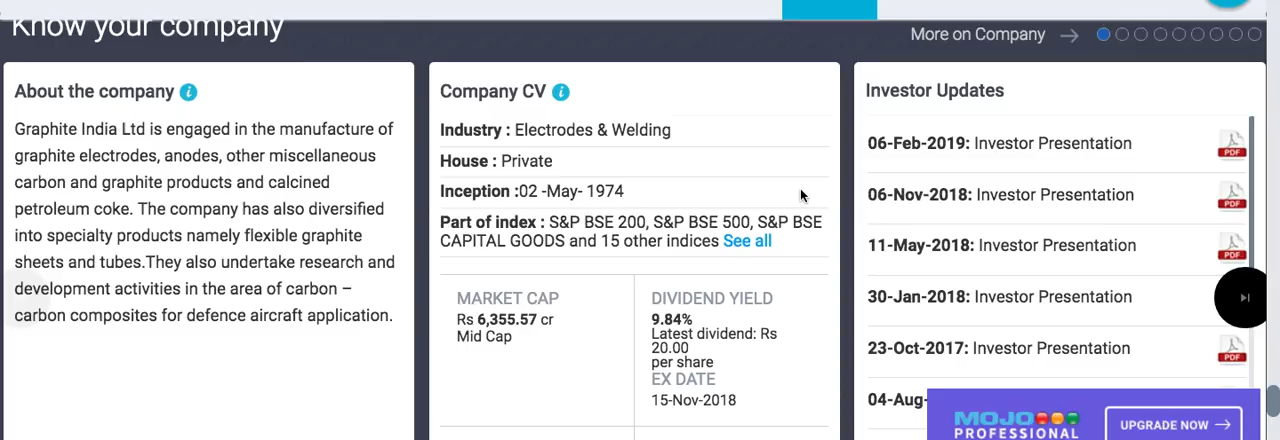 Know your company
More on Company →
About the company
Graphite India Ltd is engaged in the manufacture of
graphite electrodes, anodes, other miscellaneous
carbon and graphite products and calcined
petroleum coke. The company has also diversified
into specialty products namely flexible graphite
sheets and tubes.They also undertake research and
development activities in the area of carbon –
carbon composites for defence aircraft application.
Company CV
Industry : Electrodes & Welding
House : Private
Inception :02 -May- 1974
Part of index : S&P BSE 200, S&P BSE 500, S&P BSE
CAPITAL GOODS and 15 other indices See all
MARKET CAP
Rs 6,355.57 cr
Mid Cap
DIVIDEND YIELD
9.84%
Latest dividend: Rs
20.00
per share
EX DATE
15-Nov-2018
Investor Updates
06-Feb-2019: Investor Presentation
PDF
06-Nov-2018: Investor Presentation
PDF
11-May-2018: Investor Presentation
PDF
30-Jan-2018: Investor Presentation
23-Oct-2017: Investor Presentation
PDF
04-Aug-
MOJO
PROFESSIONAL
UPGRADE NOW →